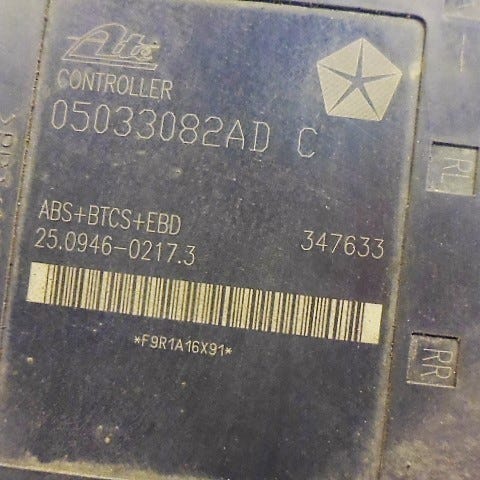 Ate
CONTROLLER
05033082AD C
ABS+BTCS+EBD
25.0946-0217.3 347633
*F9R1A16X91*
RL
RR